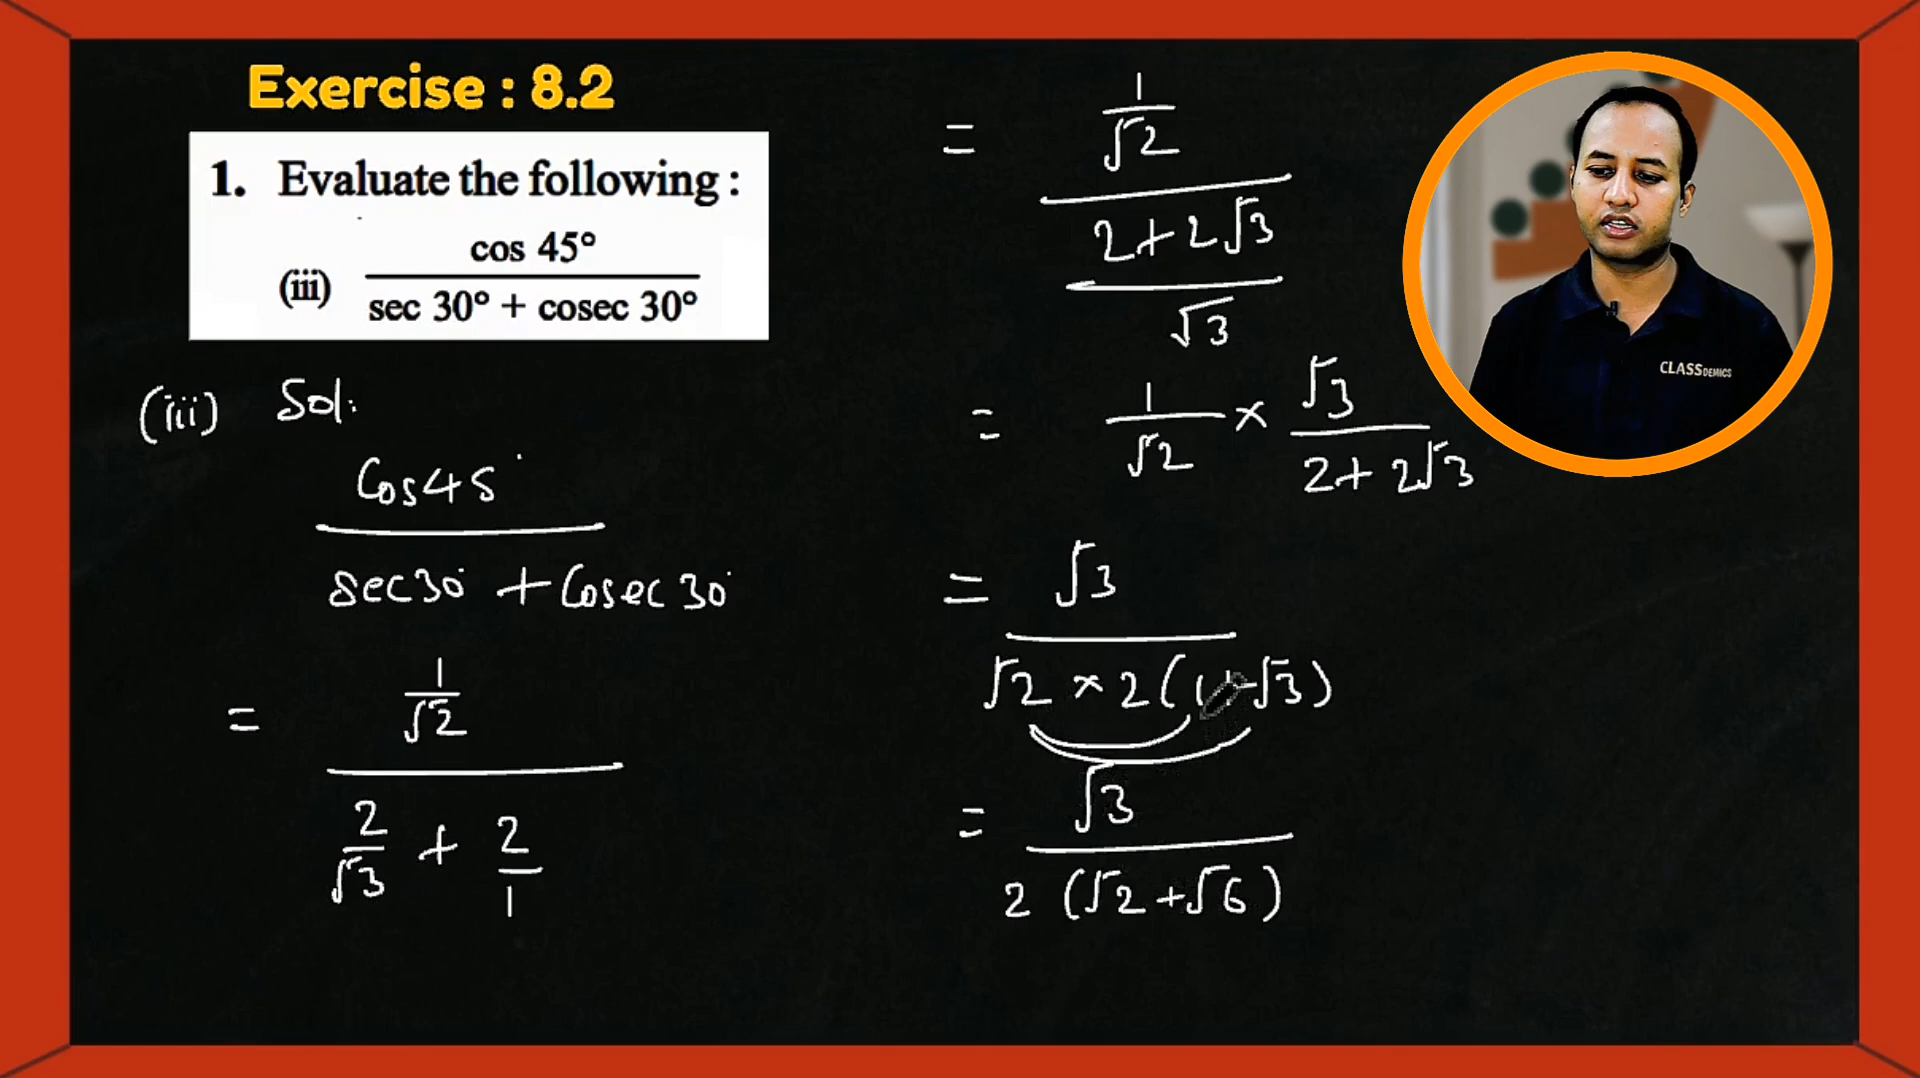 Exercise : 8.2
1. Evaluate the following :
(iii) cos 45°
sec 30° + cosec 30°
(iii) Sol:
Cos45°
sec30° + Cosec30°
= 1
√2
2/√3 + 2/1
= 1
√2
2+2√3
√3
= 1/√2 × √3/2+2√3
= √3
√2 × 2(1+√3)
= √3
2 (√2+√6)
CLASSDEMICS